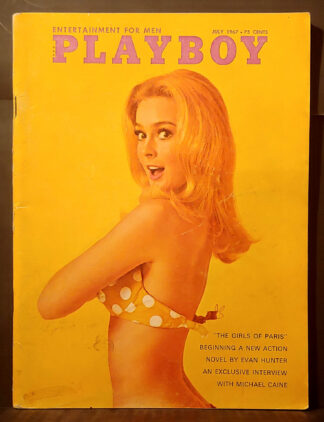 ENTERTAINMENT FOR MEN
JULY 1967 • 75 CENTS
PLAYBOY
"THE GIRLS OF PARIS"
BEGINNING A NEW ACTION
NOVEL BY EVAN HUNTER
AN EXCLUSIVE INTERVIEW
WITH MICHAEL CAINE